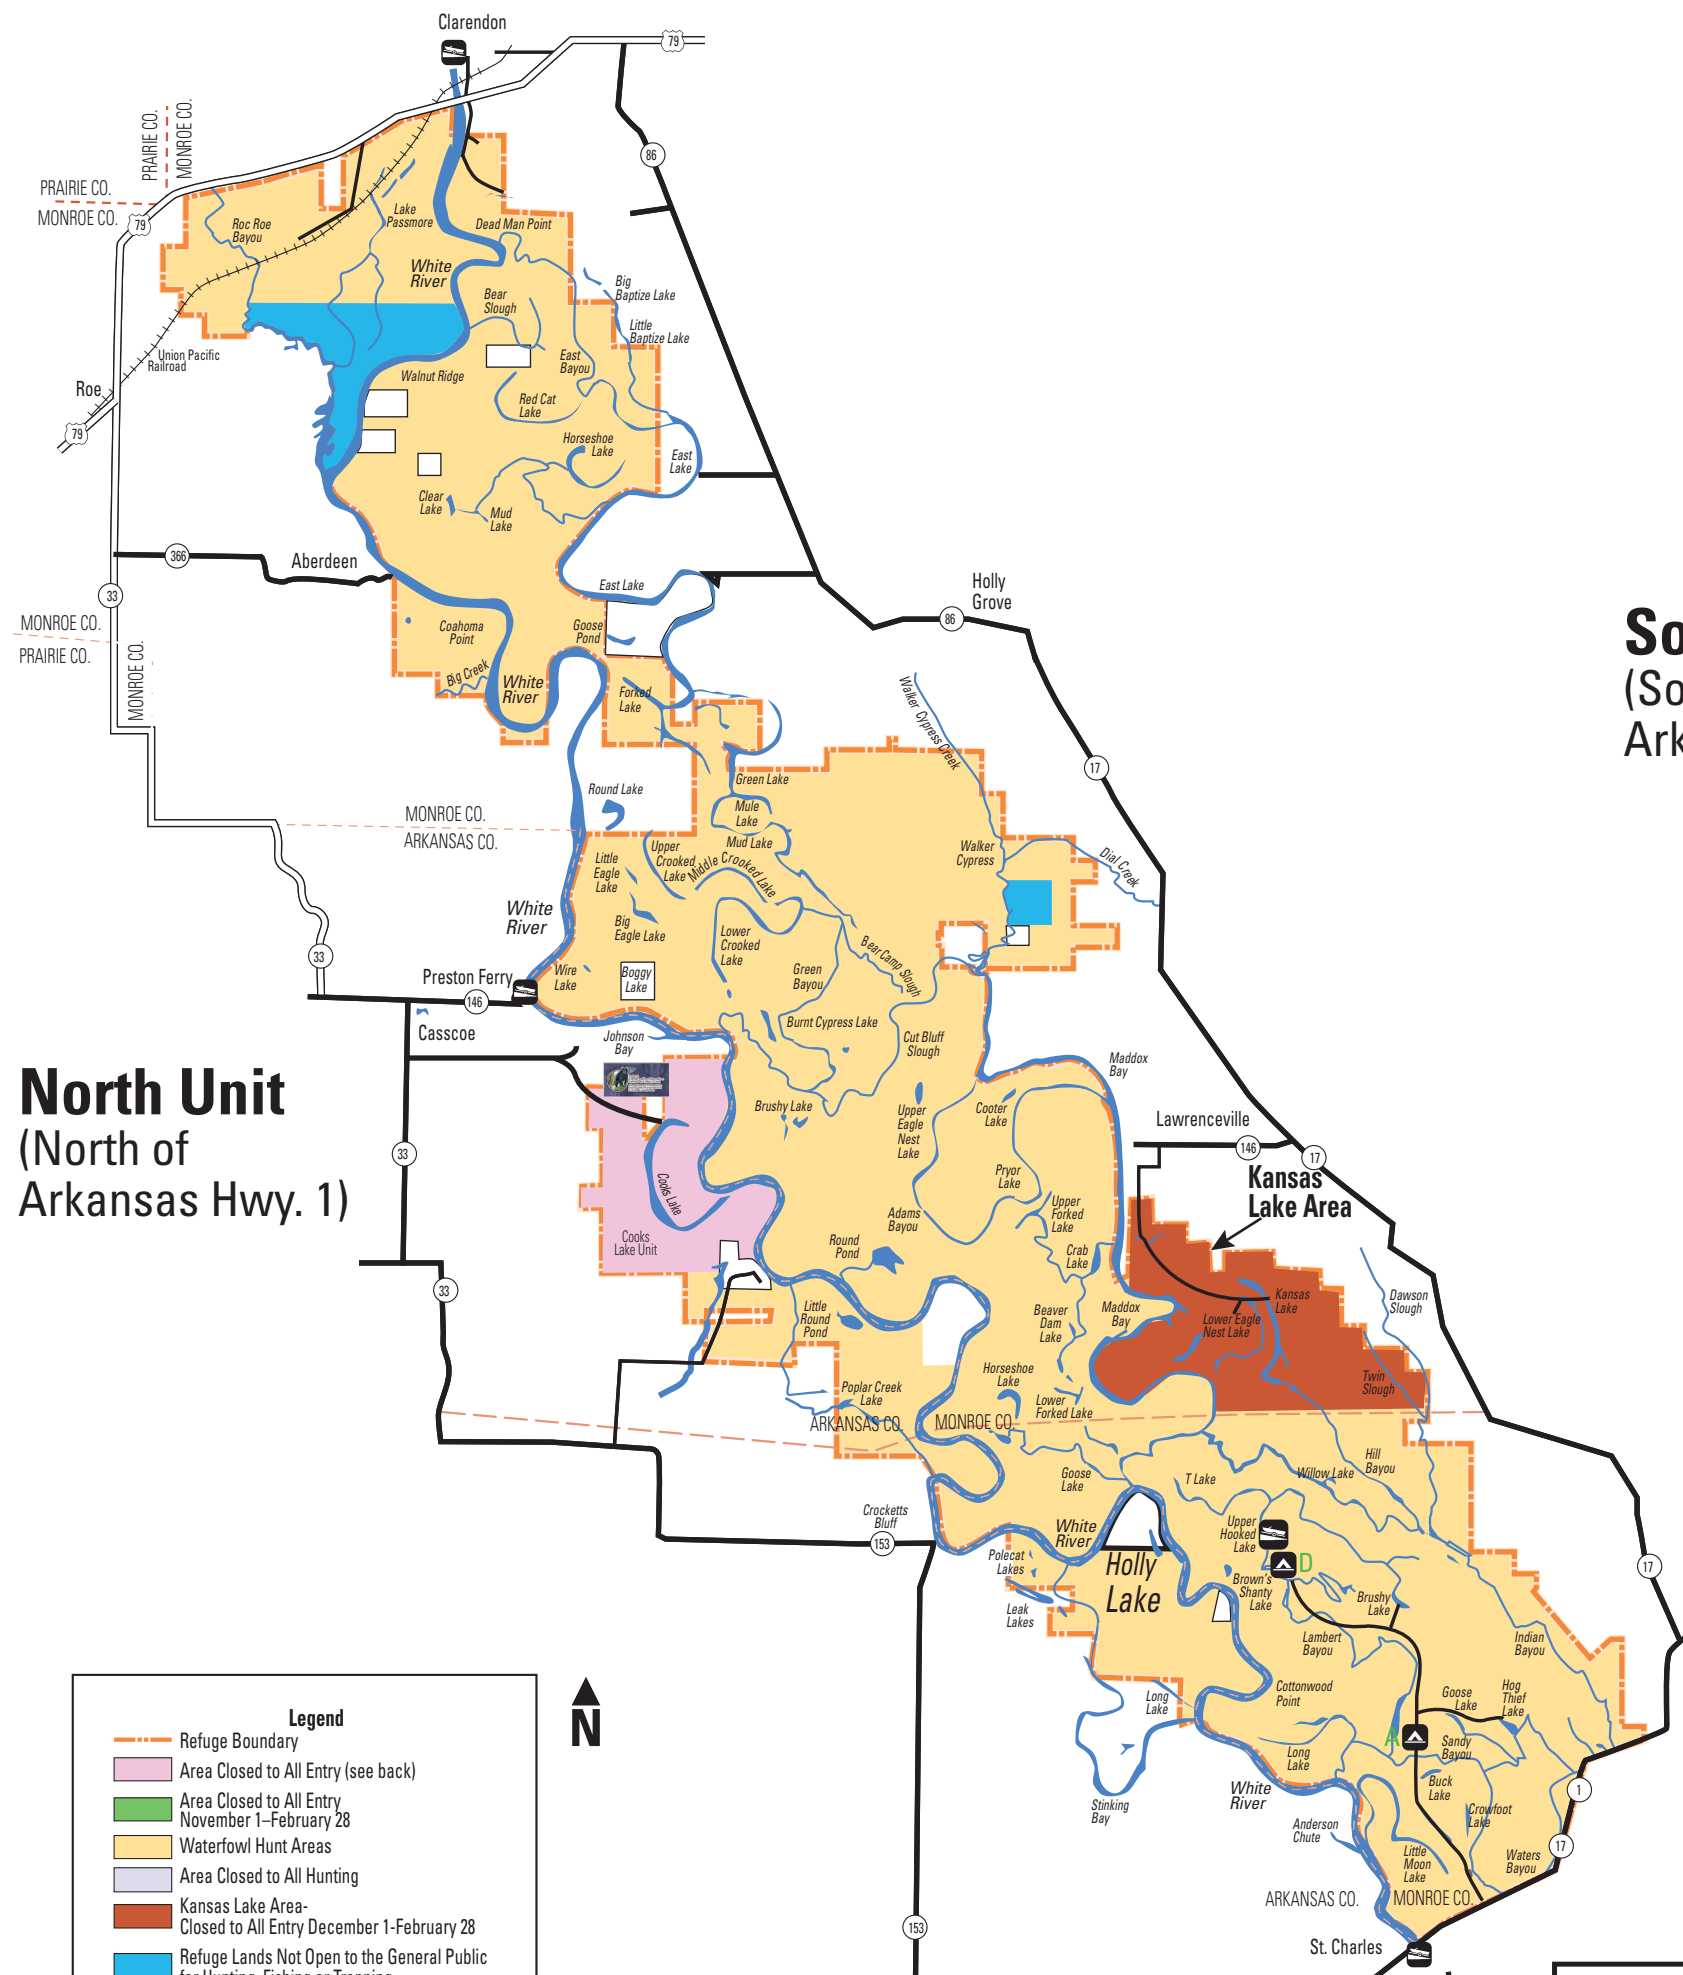 Clarendon
79
PRAIRIE CO.
MONROE CO.
86
PRAIRIE CO.
MONROE CO.
79
Roc Roe
Bayou
Lake
Passmore
Dead Man Point
White
River
Big
Baptize Lake
Bear
Slough
Little
Baptize Lake
Union Pacific
Railroad
East
Bayou
Walnut Ridge
Roe
Red Cat
Lake
79
Horseshoe
Lake
East
Lake
Clear
Lake
Mud
Lake
366
Aberdeen
East Lake
Holly
Grove
33
86
MONROE CO.
PRAIRIE CO.
MONROE CO.
Coahoma
Point
Goose
Pond
So
(So
Ark
Big Creek
White
River
Forked
Lake
Walker Cypress Creek
17
Green Lake
Round Lake
Mule
Lake
MONROE CO.
ARKANSAS CO.
Mud Lake
Upper
Crooked
Lake
Middle Crooked Lake
Little
Eagle
Lake
Walker
Cypress
Dial Creek
White
River
Big
Eagle Lake
Lower
Crooked
Lake
Bear Camp Slough
33
Preston Ferry
Wire
Lake
Boggy
Lake
Green
Bayou
146
Casscoe
Burnt Cypress Lake
Johnson
Bay
Cut Bluff
Slough
Maddox
Bay
North Unit
(North of
Arkansas Hwy. 1)
Brushy Lake
Upper
Eagle
Nest
Lake
Cooter
Lake
Lawrenceville
146
17
33
Kansas
Lake Area
Cooks Lake
Pryor
Lake
Upper
Forked
Lake
Adams
Bayou
Cooks
Lake Unit
Round
Pond
Crab
Lake
33
Little
Round
Pond
Beaver
Dam
Lake
Maddox
Bay
Kansas
Lake
Lower Eagle
Nest Lake
Dawson
Slough
Horseshoe
Lake
Twin
Slough
Poplar Creek
Lake
Lower
Forked Lake
ARKANSAS CO.
MONROE CO.
Goose
Lake
T Lake
Willow Lake
Hill
Bayou
Crocketts
Bluff
153
White
River
Upper
Hooked
Lake
Polecat
Lakes
Holly
Lake
D
17
Brown's
Shanty
Lake
Brushy
Lake
Leak
Lakes
Lambert
Bayou
Indian
Bayou
Long
Lake
Cottonwood
Point
Goose
Lake
Hog
Thief
Lake
A
Sandy
Bayou
Long
Lake
White
River
Buck
Lake
1
Stinking
Bay
Anderson
Chute
Crowfoot
Lake
17
Little
Moon
Lake
Waters
Bayou
ARKANSAS CO.
MONROE CO.
153
St. Charles
N
Legend
Refuge Boundary
Area Closed to All Entry (see back)
Area Closed to All Entry
November 1–February 28
Waterfowl Hunt Areas
Area Closed to All Hunting
Kansas Lake Area-
Closed to All Entry December 1-February 28
Refuge Lands Not Open to the General Public
for Hunting, Fishing or Trapping